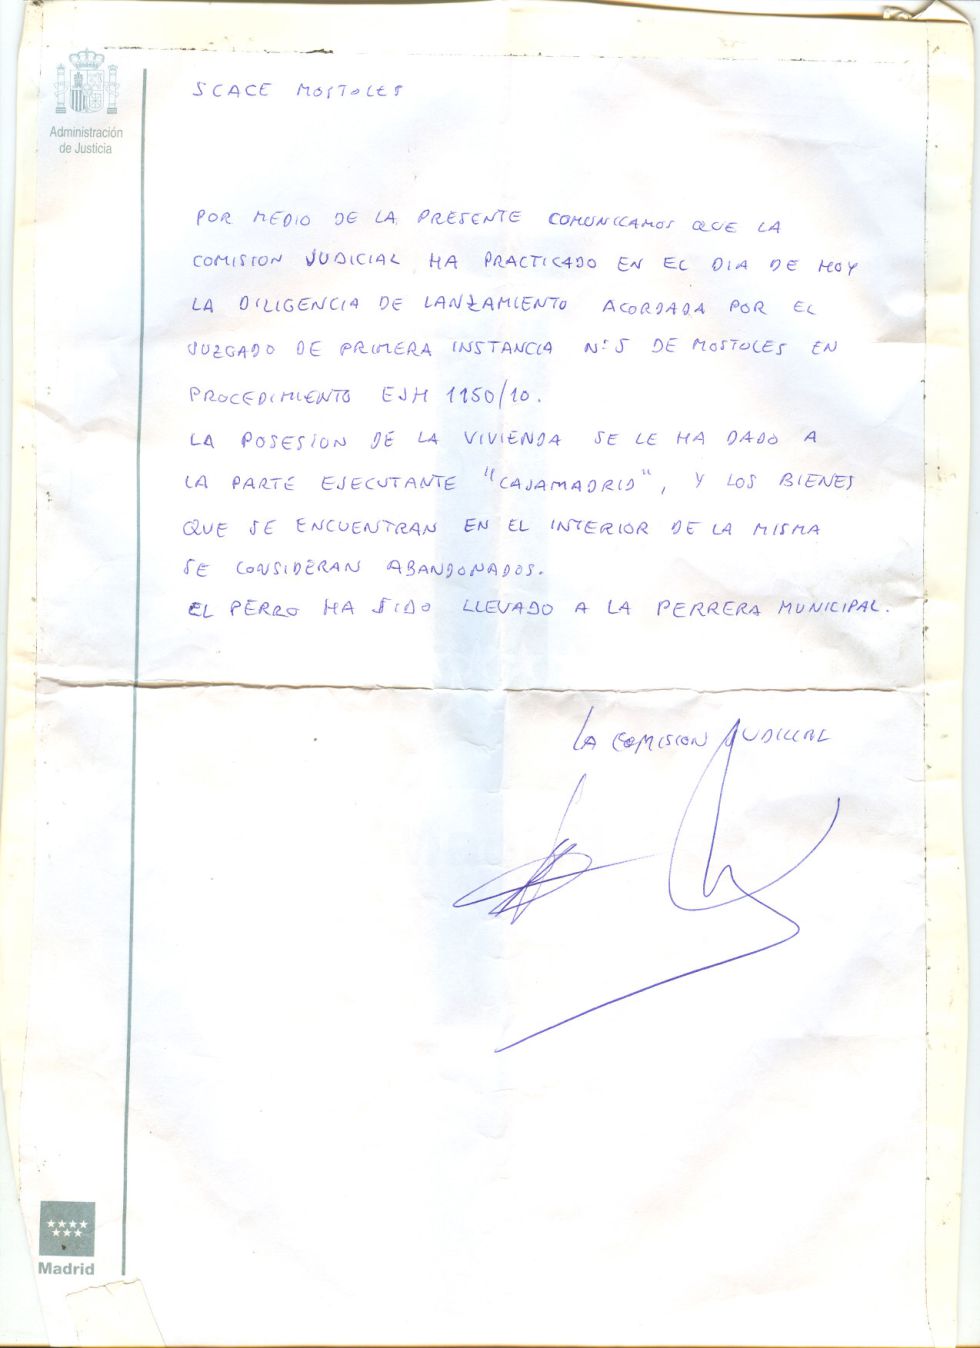 Administración
de Justicia
SCACE MOSTOLES
POR MEDIO DE LA PRESENTE COMUNICAMOS QUE LA
COMISION JUDICIAL HA PRACTICADO EN EL DIA DE HOY
LA DILIGENCIA DE LANZAMIENTO ACORDADA POR EL
JUZGADO DE PRIMERA INSTANCIA Nº 5 DE MOSTOLES EN
PROCEDIMIENTO EJH 1150/10.
LA POSESION DE LA VIVIENDA SE LE HA DADO A
LA PARTE EJECUTANTE "CAJAMADRID", Y LOS BIENES
QUE SE ENCUENTRAN EN EL INTERIOR DE LA MISMA
SE CONSIDERAN ABANDONADOS.
EL PERRO HA SIDO LLEVADO A LA PERRERA MUNICIPAL.
LA COMISION JUDICIAL
Madrid